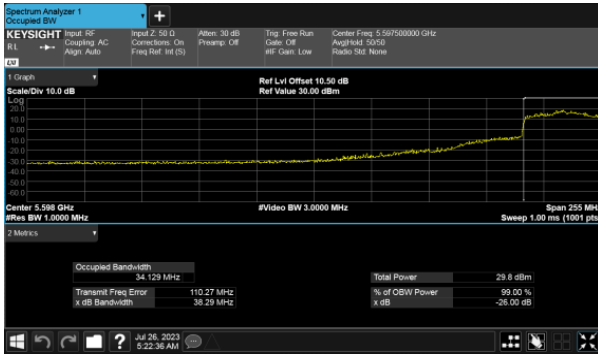 Spectrum Analyzer 1
Occupied BW
+
KEYSIGHT Input: RF Input Z: 50 Ω Atten: 30 dB Trig: Free Run Center Freq: 5.597500000 GHz
RL Coupling: AC Corrections: On Preamp: Off Gate: Off Avg|Hold: 50/50
Align: Auto Freq Ref: Int (S) #IF Gain: Low Radio Std: None
LXI
1 Graph Ref Lvl Offset 10.50 dB
Scale/Div 10.0 dB Ref Value 30.00 dBm
Log
20.0
10.0
0.00
-10.0
-20.0
-30.0
-40.0
-50.0
-60.0
Center 5.598 GHz #Video BW 3.0000 MHz Span 255 MHz
#Res BW 1.0000 MHz Sweep 1.00 ms (1001 pts
2 Metrics
Occupied Bandwidth
34.129 MHz Total Power 29.8 dBm
Transmit Freq Error 110.27 MHz % of OBW Power 99.00 %
x dB Bandwidth 38.29 MHz x dB -26.00 dB
? Jul 26, 2023
5:22:36 AM